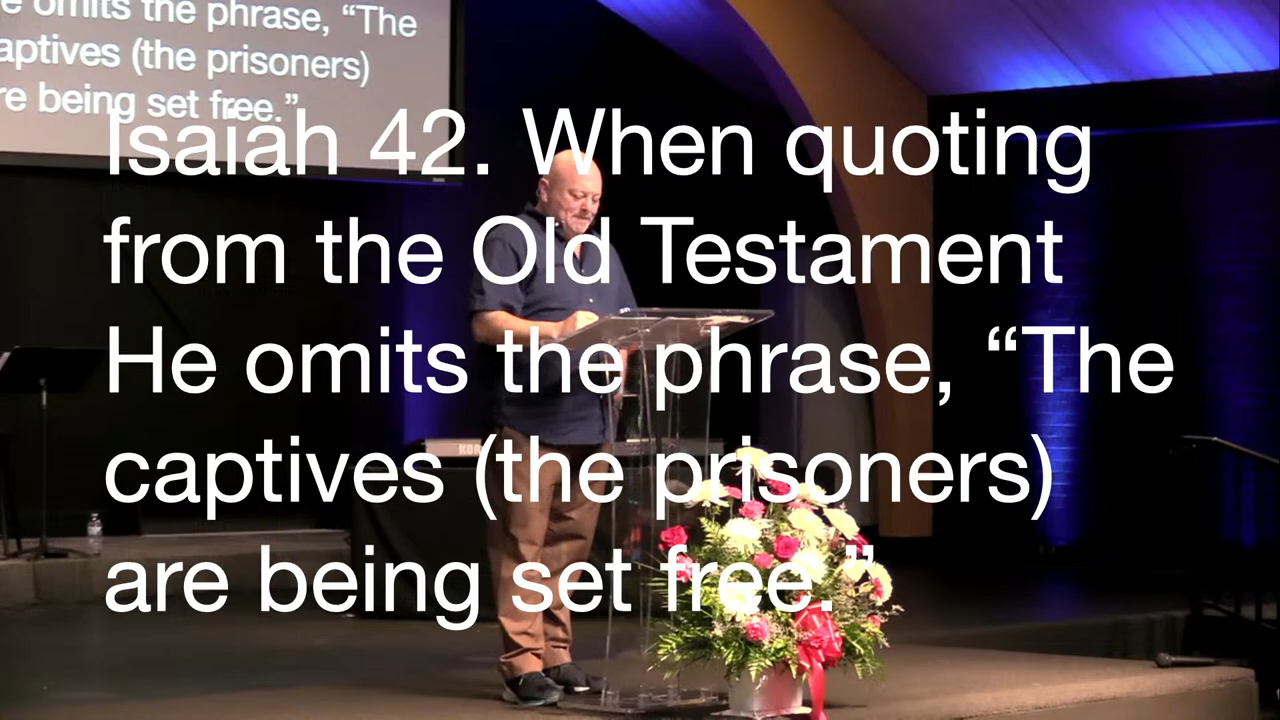 omits the phrase, “The
(the prisoners)
being set free.”
Isaiah 42. When quoting
from the Old Testament
He omits the phrase, “The
captives (the prisoners)
are being set free.”